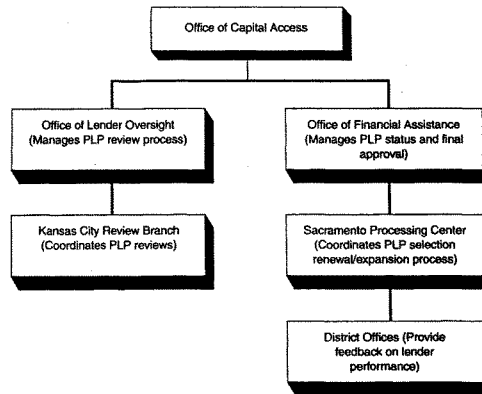 Office of Capital Access
Office of Lender Oversight
(Manages PLP review process)
Office of Financial Assistance
(Manages PLP status and final
approval)
Kansas City Review Branch
(Coordinates PLP reviews)
Sacramento Processing Center
(Coordinates PLP selection
renewal/expansion process)
District Offices (Provide
feedback on lender
performance)